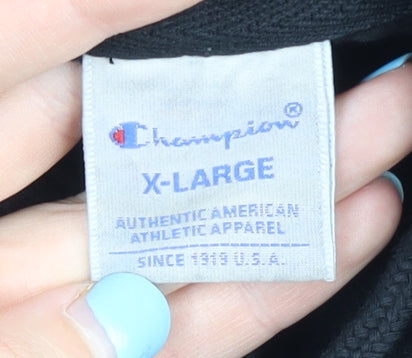 Champion®
X-LARGE
AUTHENTIC AMERICAN
ATHLETIC APPAREL
SINCE 1919 U.S.A.